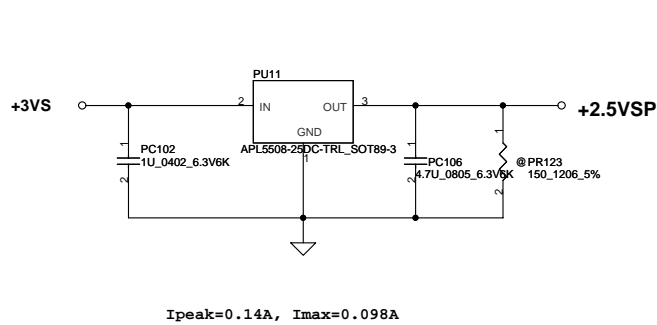 PU11
+3VS
2
IN
OUT
3
+2.5VSP
GND
APL5508-25DC-TRL_SOT89-3
1
1
PC102
1U_0402_6.3V6K
2
1
PC106
4.7U_0805_6.3V6K
2
1
@PR123
150_1206_5%
2
Ipeak=0.14A, Imax=0.098A